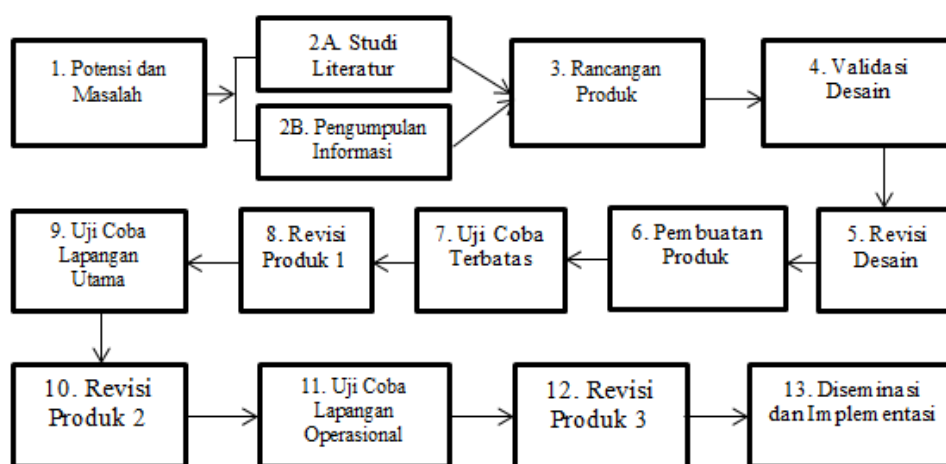 1. Potensi dan
Masalah
2A. Studi
Literatur
2B. Pengumpulan
Informasi
3. Rancangan
Produk
4. Validasi
Desain
5. Revisi
Desain
6. Pembuatan
Produk
7. Uji Coba
Terbatas
8. Revisi
Produk 1
9. Uji Coba
Lapangan
Utama
10. Revisi
Produk 2
11. Uji Coba
Lapangan
Operasional
12. Revisi
Produk 3
13. Diseminasi
dan Implementasi